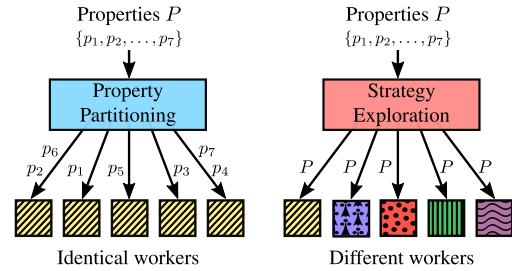 Properties P
{p1, p2, . . . , p7}
Property
Partitioning
p6
p2
p1
p5
p3
p7
p4
Identical workers
Properties P
{p1, p2, . . . , p7}
Strategy
Exploration
P P P P P
Different workers